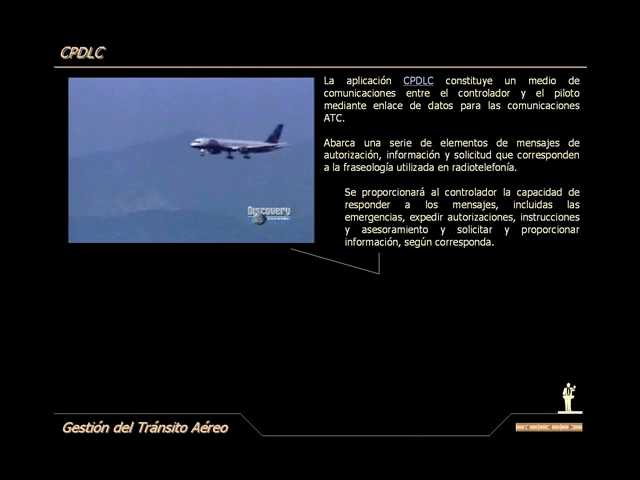 CPDLC
La aplicación CPDLC constituye un medio de
comunicaciones entre el controlador y el piloto
mediante enlace de datos para las comunicaciones
ATC.
Abarca una serie de elementos de mensajes de
autorización, información y solicitud que corresponden
a la fraseología utilizada en radiotelefonía.
Se proporcionará al controlador la capacidad de
responder a los mensajes, incluidas las
emergencias, expedir autorizaciones, instrucciones
y asesoramiento y solicitar y proporcionar
información, según corresponda.
Discovery
CHANNEL
Gestión del Tránsito Aéreo